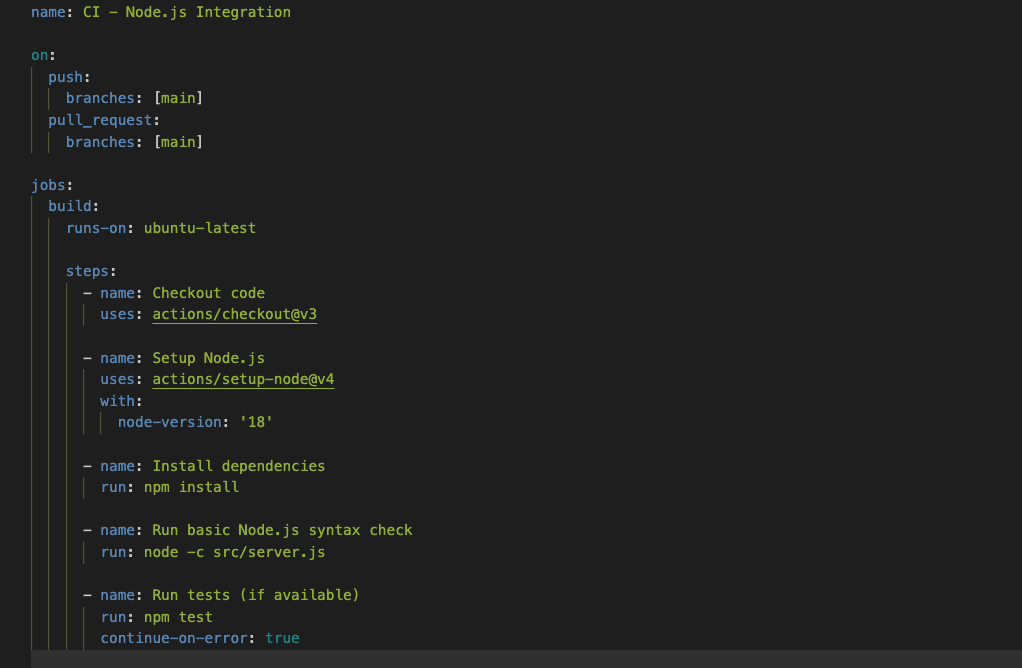 name: CI - Node.js Integration
on:
push:
branches: [main]
pull_request:
branches: [main]
jobs:
build:
runs-on: ubuntu-latest
steps:
- name: Checkout code
uses: actions/checkout@v3
- name: Setup Node.js
uses: actions/setup-node@v4
with:
node-version: '18'
- name: Install dependencies
run: npm install
- name: Run basic Node.js syntax check
run: node -c src/server.js
- name: Run tests (if available)
run: npm test
continue-on-error: true